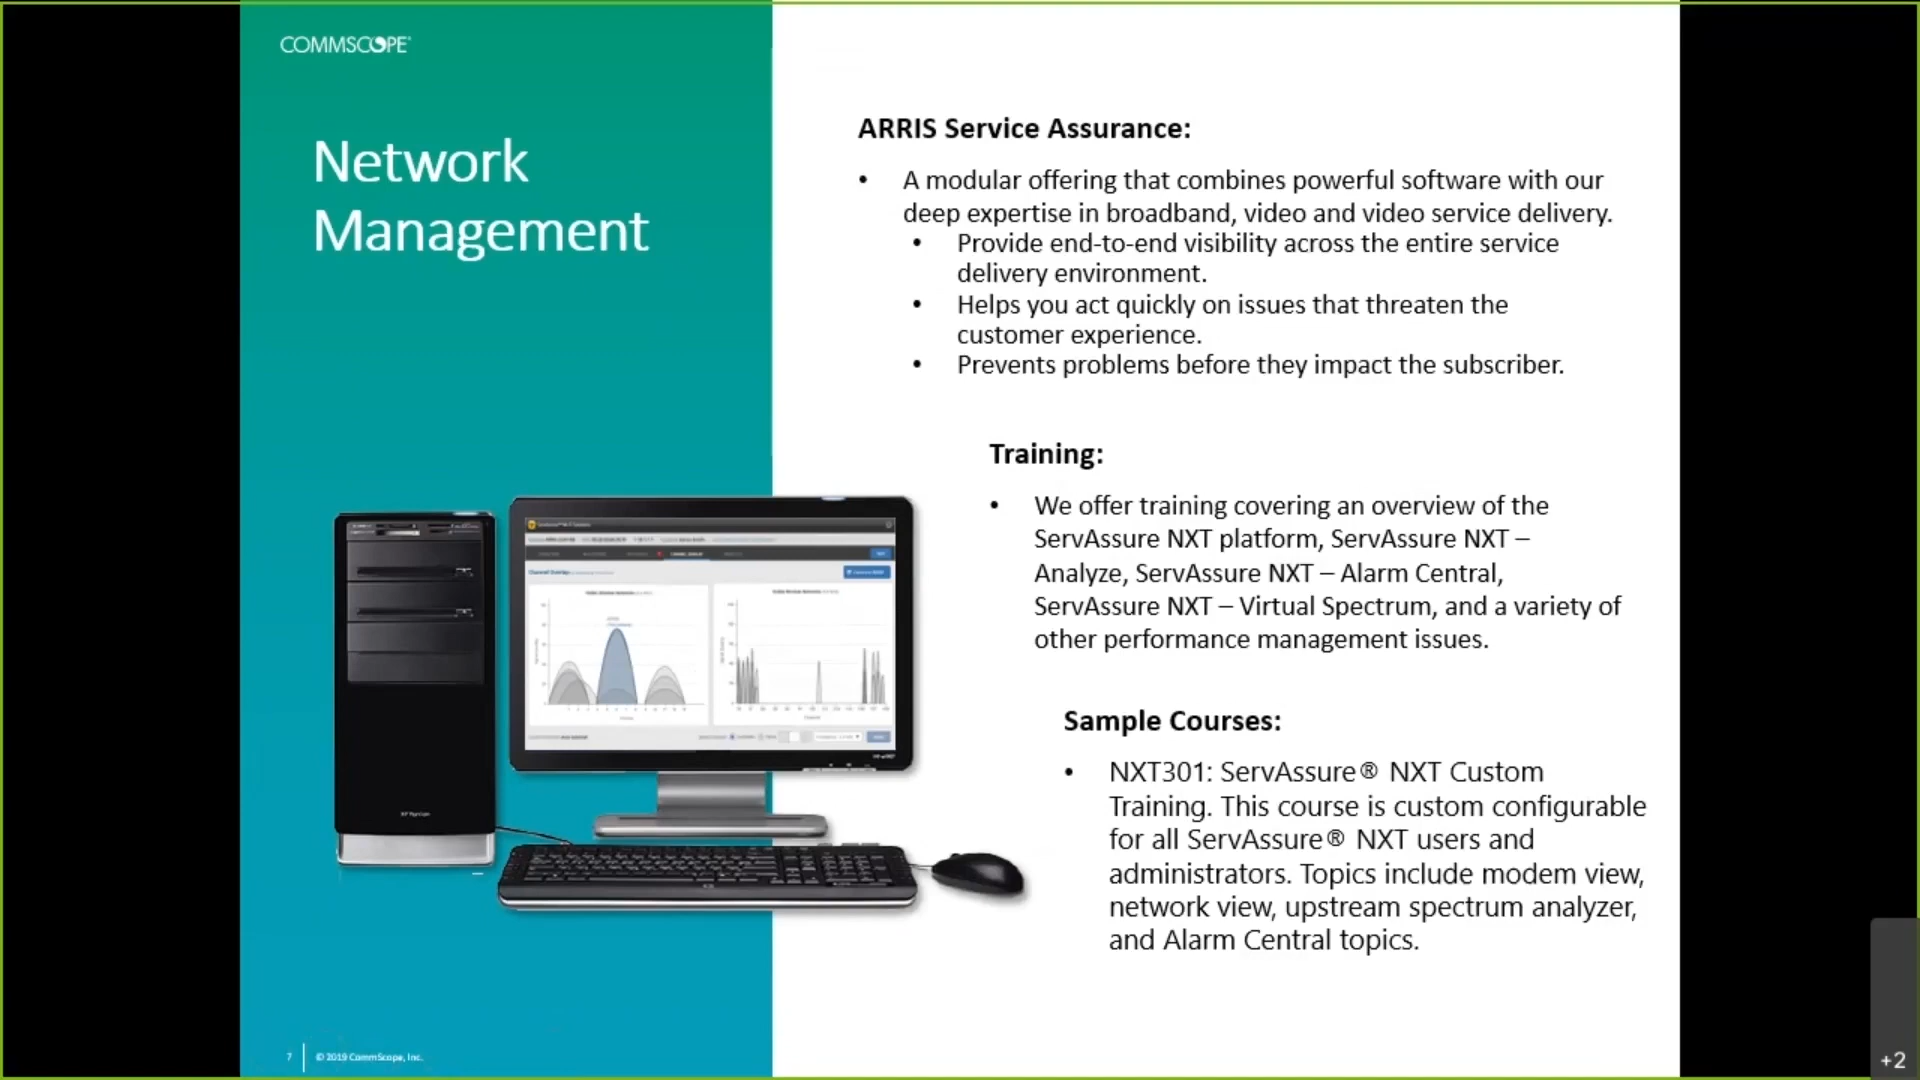 COMMSCOPE®
Network
Management
ARRIS Service Assurance:
• A modular offering that combines powerful software with our
deep expertise in broadband, video and video service delivery.
• Provide end-to-end visibility across the entire service
delivery environment.
• Helps you act quickly on issues that threaten the
customer experience.
• Prevents problems before they impact the subscriber.
Training:
• We offer training covering an overview of the
ServAssure NXT platform, ServAssure NXT –
Analyze, ServAssure NXT – Alarm Central,
ServAssure NXT – Virtual Spectrum, and a variety of
other performance management issues.
Sample Courses:
• NXT301: ServAssure® NXT Custom
Training. This course is custom configurable
for all ServAssure® NXT users and
administrators. Topics include modem view,
network view, upstream spectrum analyzer,
and Alarm Central topics.
7
© 2019 CommScope, Inc.
+2